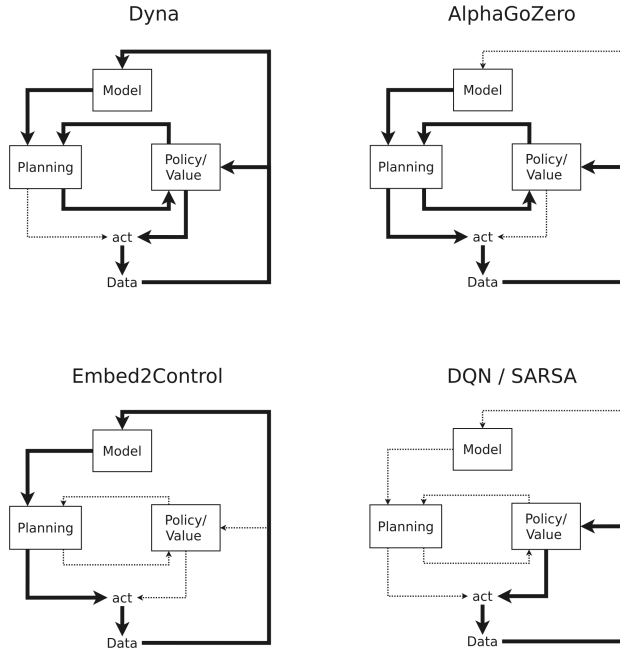 Dyna
AlphaGoZero
Model
Model
Planning
Policy/
Value
Planning
Policy/
Value
act
act
Data
Data
Embed2Control
DQN / SARSA
Model
Model
Planning
Policy/
Value
Planning
Policy/
Value
act
act
Data
Data